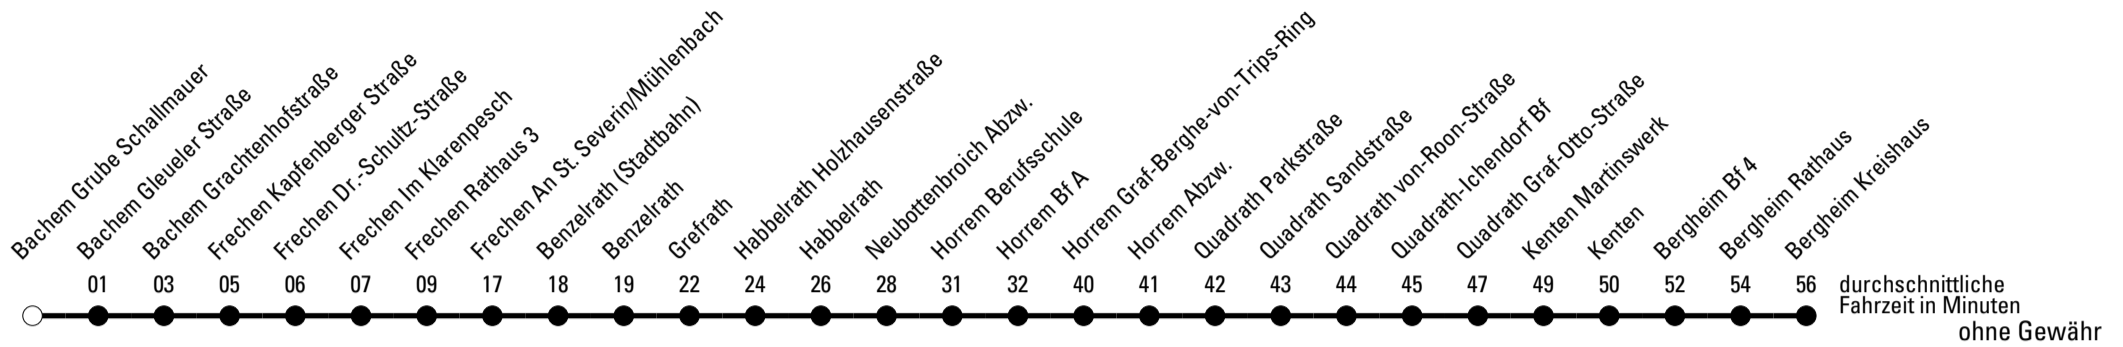 Bachem Grube Schallmauer
Bachem Gleueler Straße
Bachem Grachtenhofstraße
Frechen Kapfenberger Straße
Frechen Dr.-Schultz-Straße
Frechen Im Klarenpesch
Frechen Rathaus 3
Frechen An St. Severin/Mühlenbach
Benzelrath (Stadtbahn)
Benzelrath
Grefrath
Habbelrath Holzhausenstraße
Habbelrath
Neubottenbroich Abzw.
Horrem Berufsschule
Horrem Bf A
Horrem Graf-Berghe-von-Trips-Ring
Horrem Abzw.
Quadrath Parkstraße
Quadrath Sandstraße
Quadrath von-Roon-Straße
Quadrath-Ichendorf Bf
Quadrath Graf-Otto-Straße
Kenten Martinswerk
Kenten
Bergheim Bf 4
Bergheim Rathaus
Bergheim Kreishaus
01 03 05 06 07 09 17 18 19 22 24 26 28 31 32 40 41 42 43 44 45 47 49 50 52 54 56 durchschnittliche
Fahrzeit in Minuten
ohne Gewähr